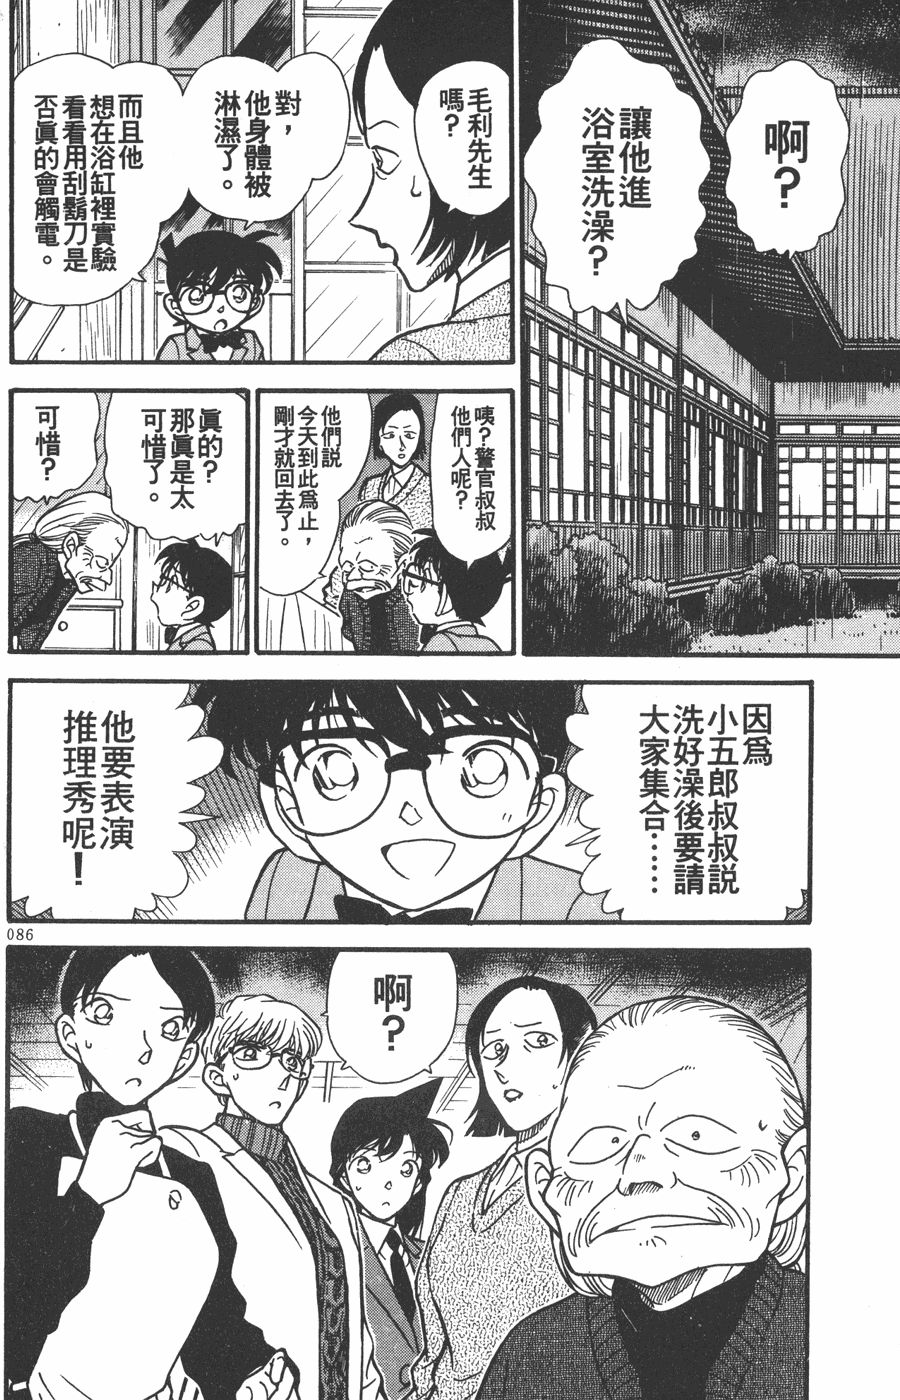 啊？
讓他進
浴室洗澡？
毛利先生
嗎？
對，
他身體被
淋濕了。
而且他
想在浴缸裡實驗
看看用刮鬍刀是
否真的會觸電。
咦？警官叔叔
他們人呢？
他們說
今天到此為止，
剛才就回去了。
真的？
那真是太
可惜了。
可惜？
因為
小五郎叔叔說
洗好澡後要請
大家集合……
他要表演
推理秀呢！
086
啊？